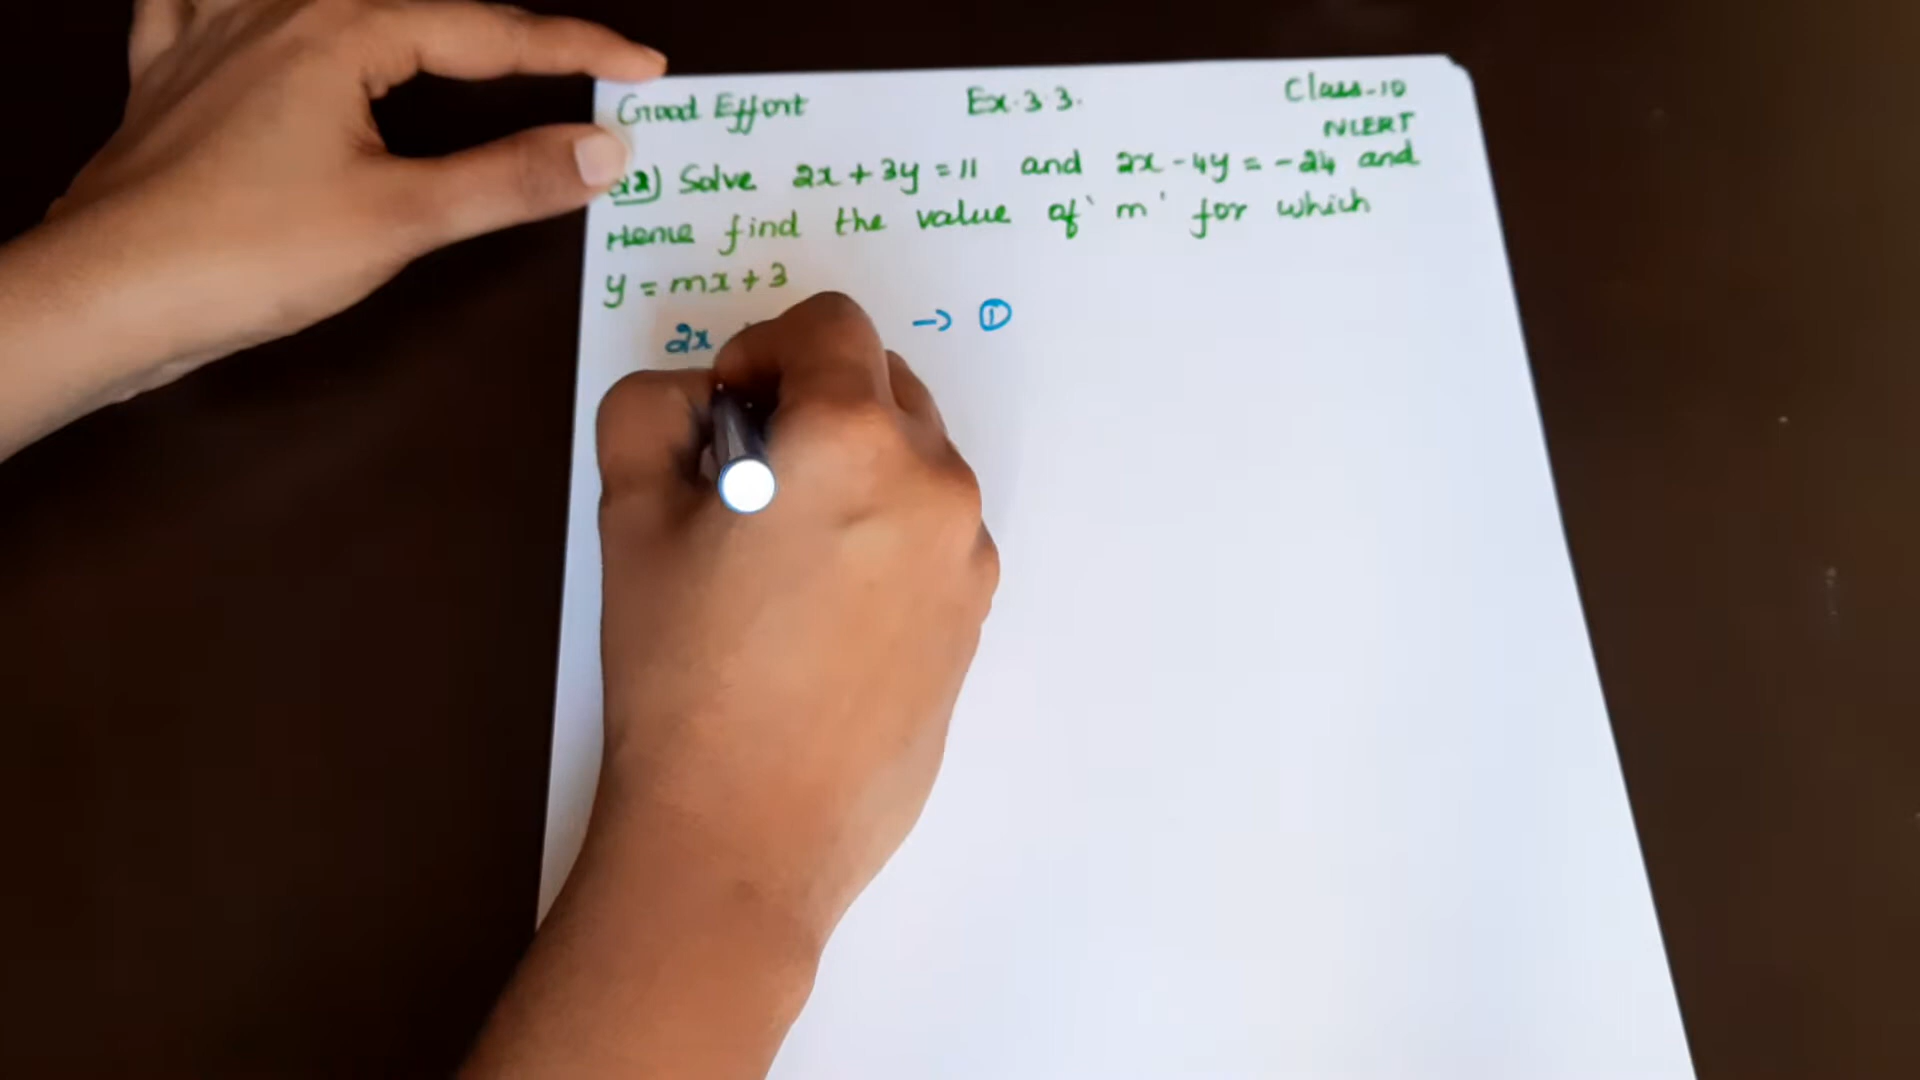 Good Effort Ex.3.3. Class-10
NCERT
2) Solve 2x + 3y = 11 and 2x - 4y = -24 and
Hence find the value of 'm' for which
y = mx + 3
2x → ①